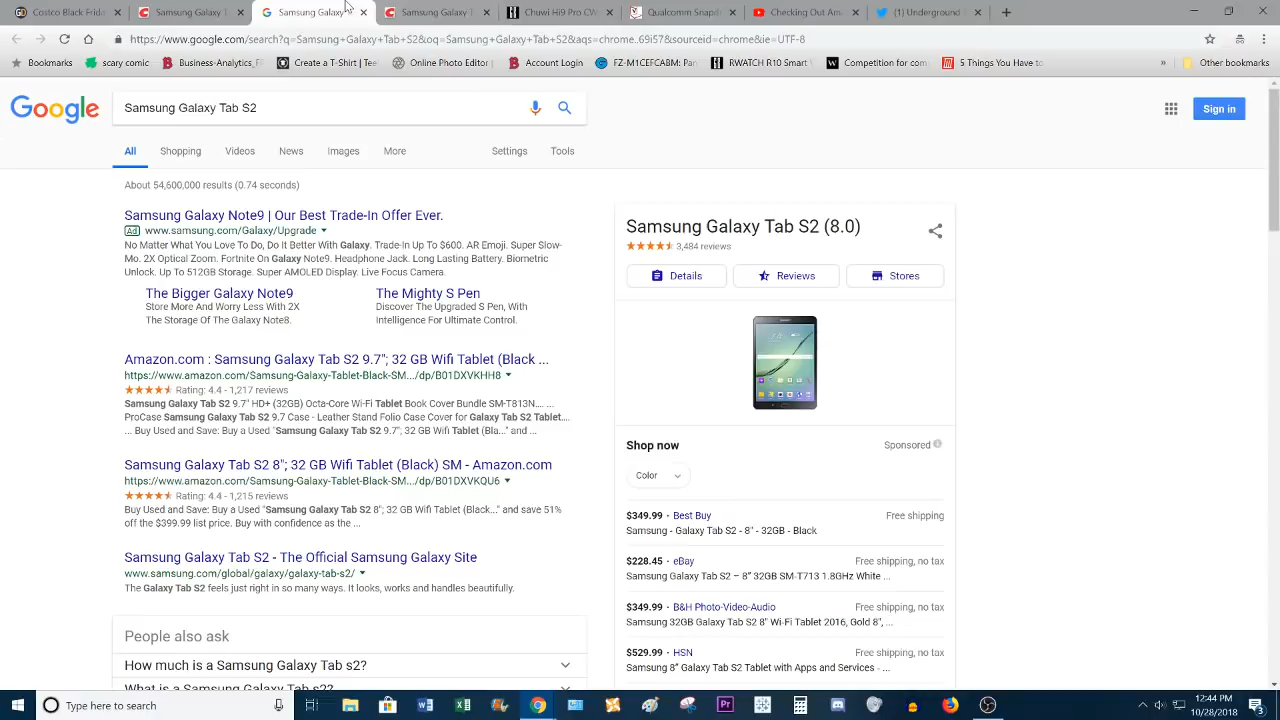 Costco Black Frida
Samsung Galaxy T
Samsung Galaxy
Samsung Galaxy
Chuwi Hi9 Pro CW
Qualcomm Snapdr
Checking Out Am
(1) Underground
https://www.google.com/search?q=Samsung+Galaxy+Tab+S2&oq=Samsung+Galaxy+Tab+S2&aqs=chrome..69i57&sourceid=chrome&ie=UTF-8
Bookmarks
scary comic
Business-Analytics_F
Create a T-Shirt | Tee
Online Photo Editor |
Account Login
FZ-M1CEFCABM: Par
RWATCH R10 Smart
Competition for com
5 Things You Have to
»
Other bookmarks
Google
Samsung Galaxy Tab S2
Sign in
All
Shopping
Videos
News
Images
More
Settings
Tools
About 54,600,000 results (0.74 seconds)
Samsung Galaxy Note9 | Our Best Trade-In Offer Ever.
Ad www.samsung.com/Galaxy/Upgrade
No Matter What You Love To Do, Do It Better With Galaxy. Trade-In Up To $600. AR Emoji. Super Slow-
Mo. 2X Optical Zoom. Fortnite On Galaxy Note9. Headphone Jack. Long Lasting Battery. Biometric
Unlock. Up To 512GB Storage. Super AMOLED Display. Live Focus Camera.
The Bigger Galaxy Note9
Store More And Worry Less With 2X
The Storage Of The Galaxy Note8.
The Mighty S Pen
Discover The Upgraded S Pen, With
Intelligence For Ultimate Control.
Amazon.com : Samsung Galaxy Tab S2 9.7"; 32 GB Wifi Tablet (Black ...
https://www.amazon.com/Samsung-Galaxy-Tablet-Black-SM.../dp/B01DXVKHH8
Rating: 4.4 - 1,217 reviews
Samsung Galaxy Tab S2 9.7" HD+ (32GB) Octa-Core Wi-Fi Tablet Book Cover Bundle SM-T813N.... ...
ProCase Samsung Galaxy Tab S2 9.7 Case - Leather Stand Folio Case Cover for Galaxy Tab S2 Tablet....
... Buy Used and Save: Buy a Used "Samsung Galaxy Tab S2 9.7"; 32 GB Wifi Tablet (Bla..." and ...
Samsung Galaxy Tab S2 8"; 32 GB Wifi Tablet (Black) SM - Amazon.com
https://www.amazon.com/Samsung-Galaxy-Tablet-Black-SM.../dp/B01DXVKQU6
Rating: 4.4 - 1,215 reviews
Buy Used and Save: Buy a Used "Samsung Galaxy Tab S2 8"; 32 GB Wifi Tablet (Black..." and save 51%
off the $399.99 list price. Buy with confidence as the ...
Samsung Galaxy Tab S2 - The Official Samsung Galaxy Site
www.samsung.com/global/galaxy/galaxy-tab-s2/
The Galaxy Tab S2 feels just right in so many ways. It looks, works and handles beautifully.
People also ask
How much is a Samsung Galaxy Tab s2?
What is a Samsung Galaxy Tab s2?
Samsung Galaxy Tab S2 (8.0)
3,484 reviews
Details
Reviews
Stores
Shop now
Sponsored
Color
$349.99 · Best Buy
Free shipping
Samsung - Galaxy Tab S2 - 8" - 32GB - Black
$228.45 · eBay
Free shipping, no tax
Samsung Galaxy Tab S2 – 8” 32GB SM-T713 1.8GHz White ...
$349.99 · B&H Photo-Video-Audio
Free shipping, no tax
Samsung 32GB Galaxy Tab S2 8" Wi-Fi Tablet 2016, Gold 8", ...
$529.99 · HSN
Free shipping, no tax
Samsung 8” Galaxy Tab S2 Tablet with Apps and Services - ...
Type here to search
Pr
12:44 PM
10/28/2018
3